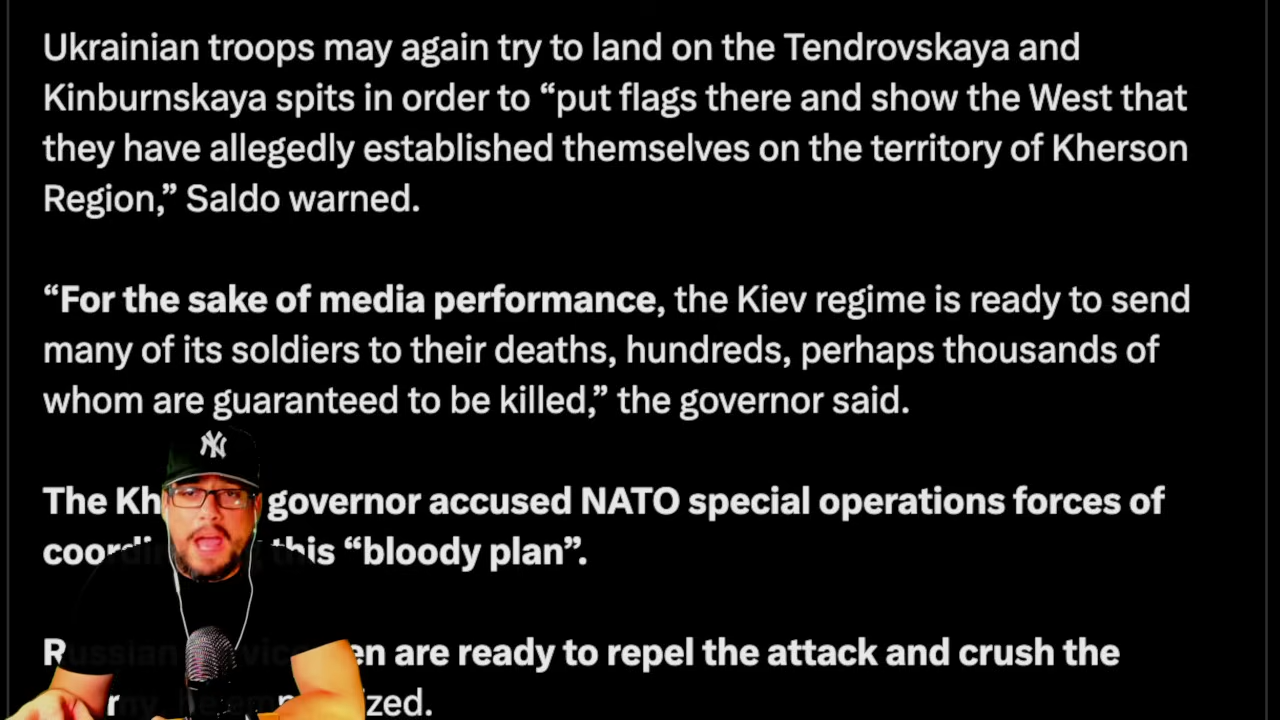 Ukrainian troops may again try to land on the Tendrovskaya and
Kinburnskaya spits in order to “put flags there and show the West that
they have allegedly established themselves on the territory of Kherson
Region,” Saldo warned.
“For the sake of media performance, the Kiev regime is ready to send
many of its soldiers to their deaths, hundreds, perhaps thousands of
whom are guaranteed to be killed,” the governor said.
NY
The governor accused NATO special operations forces of
this “bloody plan”.
Russian are ready to repel the attack and crush the